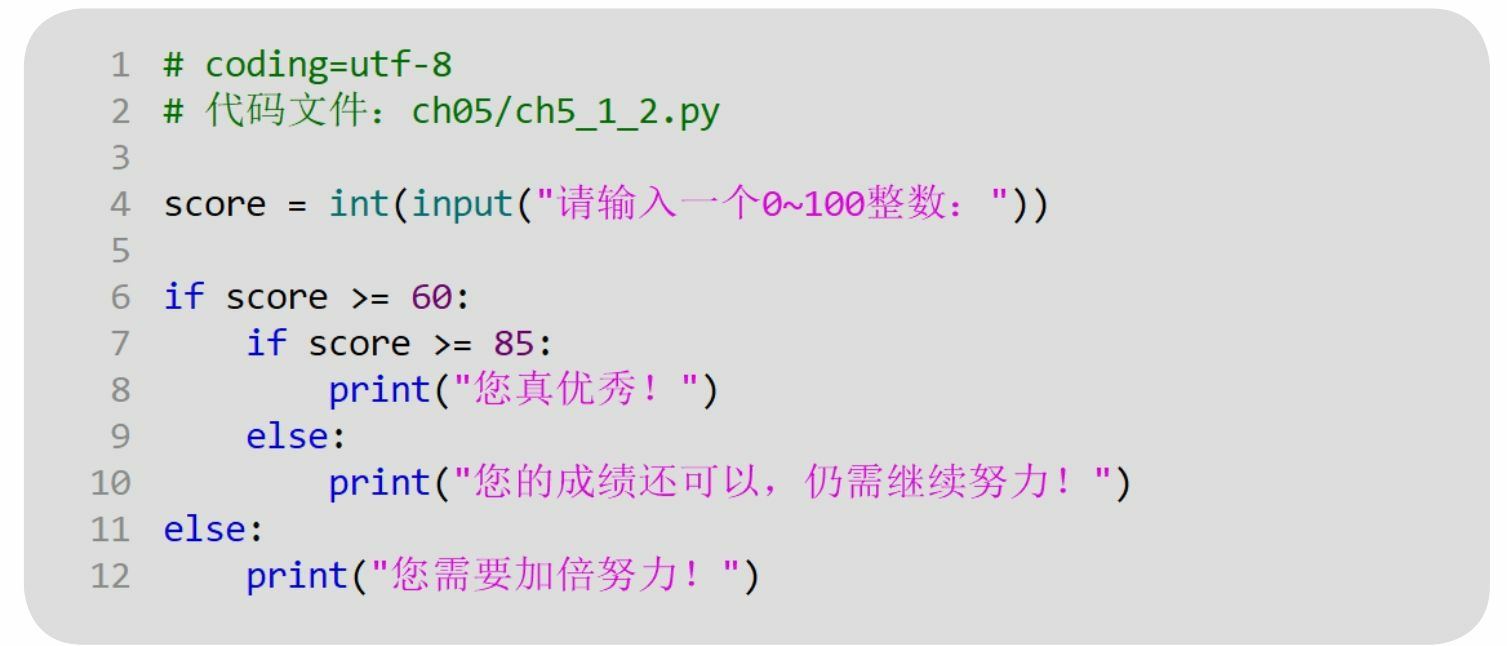 1 # coding=utf-8
2 # 代码文件：ch05/ch5_1_2.py
3
4 score = int(input("请输入一个0~100整数："))
5
6 if score >= 60:
7     if score >= 85:
8         print("您真优秀！")
9     else:
10         print("您的成绩还可以，仍需继续努力！")
11 else:
12     print("您需要加倍努力！")